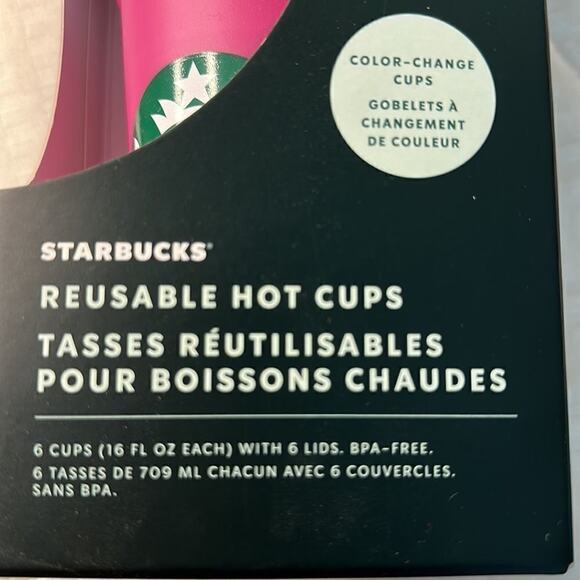 COLOR-CHANGE
CUPS
GOBELETS À
CHANGEMENT
DE COULEUR
STARBUCKS®
REUSABLE HOT CUPS
TASSES RÉUTILISABLES
POUR BOISSONS CHAUDES
6 CUPS (16 FL OZ EACH) WITH 6 LIDS. BPA-FREE.
6 TASSES DE 709 ML CHACUN AVEC 6 COUVERCLES.
SANS BPA.